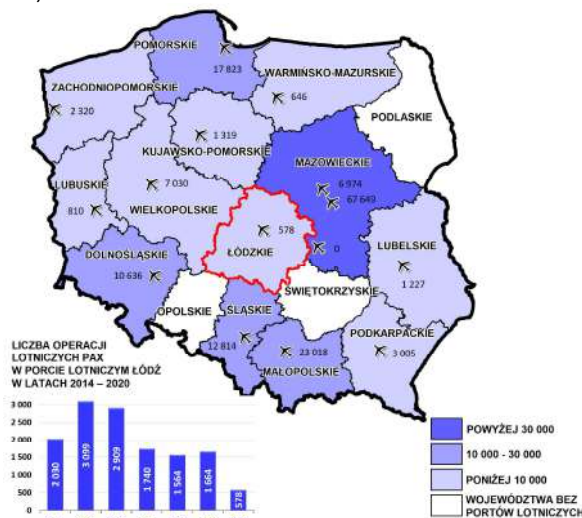 POMORSKIE
17 823
WARMIŃSKO-MAZURSKIE
646
ZACHODNIOPOMORSKIE
2 320
PODLASKIE
1 319
KUJAWSKO-POMORSKIE
MAZOWIECKIE
6 974
67 649
0
LUBUSKIE
810
7 030
WIELKOPOLSKIE
578
ŁÓDZKIE
LUBELSKIE
1 227
DOLNOŚLĄSKIE
10 636
OPOLSKIE
ŚLĄSKIE
12 814
ŚWIĘTOKRZYSKIE
23 018
MAŁOPOLSKIE
PODKARPACKIE
3 005
LICZBA OPERACJI
LOTNICZYCH PAX
W PORCIE LOTNICZYM ŁÓDŹ
W LATACH 2014 – 2020
3 000
2 500
2 000
1 500
1 000
500
0
2 030
3 099
2 909
1 740
1 564
1 664
578
POWYŻEJ 30 000
10 000 - 30 000
PONIŻEJ 10 000
WOJEWÓDZTWA BEZ
PORTÓW LOTNICZYCH